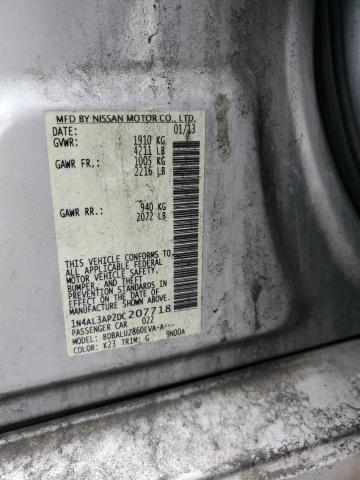 MFD BY NISSAN MOTOR CO., LTD.
DATE: 01/13
GVWR: 1910 KG
4211 LB
GAWR FR.: 1005 KG
2216 LB
GAWR RR.: 940 KG
2072 LB
THIS VEHICLE CONFORMS TO
ALL APPLICABLE FEDERAL
MOTOR VEHICLE SAFETY,
BUMPER, AND THEFT
PREVENTION STANDARDS
IN EFFECT ON THE DATE OF
MANUFACTURE SHOWN ABOVE.
1N4AL3AP2DC207718
PASSENGER CAR 022
MODEL: BDBALUZ860EVA-A---
COLOR: K23 TRIM: G 9N00A